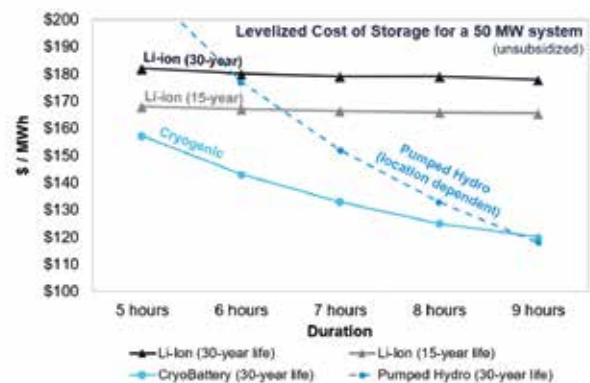 Levelized Cost of Storage for a 50 MW system
(unsubsidized)
$200
$190
$180
$170
$160
$150
$140
$130
$120
$110
$100
$ / MWh
Li-ion (30-year)
Li-ion (15-year)
Cryogenic
Pumped Hydro
(location dependent)
5 hours 6 hours 7 hours 8 hours 9 hours
Duration
Li-Ion (30-year life) Li-Ion (15-year life)
CryoBattery (30-year life) Pumped Hydro (30-year life)